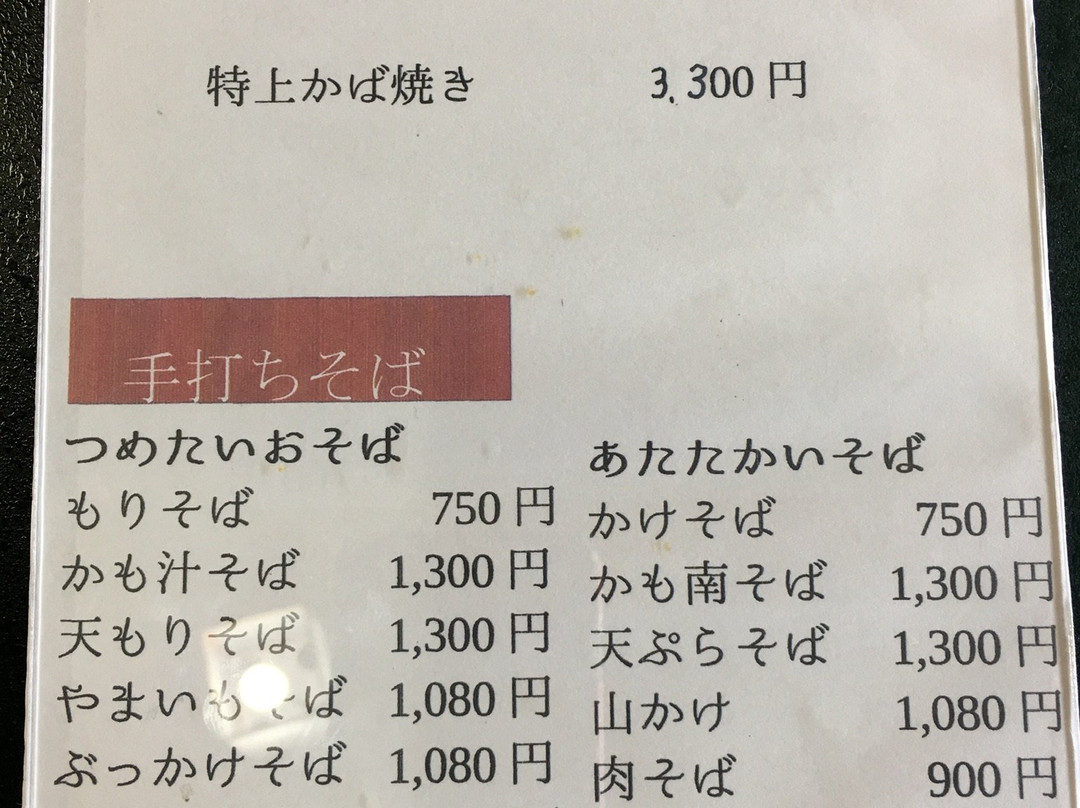 特上かば焼き 3.300円
手打ちそば
つめたいおそば
もりそば 750円
かも汁そば 1,300円
天もりそば 1,300円
やまいもそば 1,080円
ぶっかけそば 1,080円
あたたかいそば
かけそば 750円
かも南そば 1,300円
天ぷらそば 1,300円
山かけ 1,080円
肉そば 900円